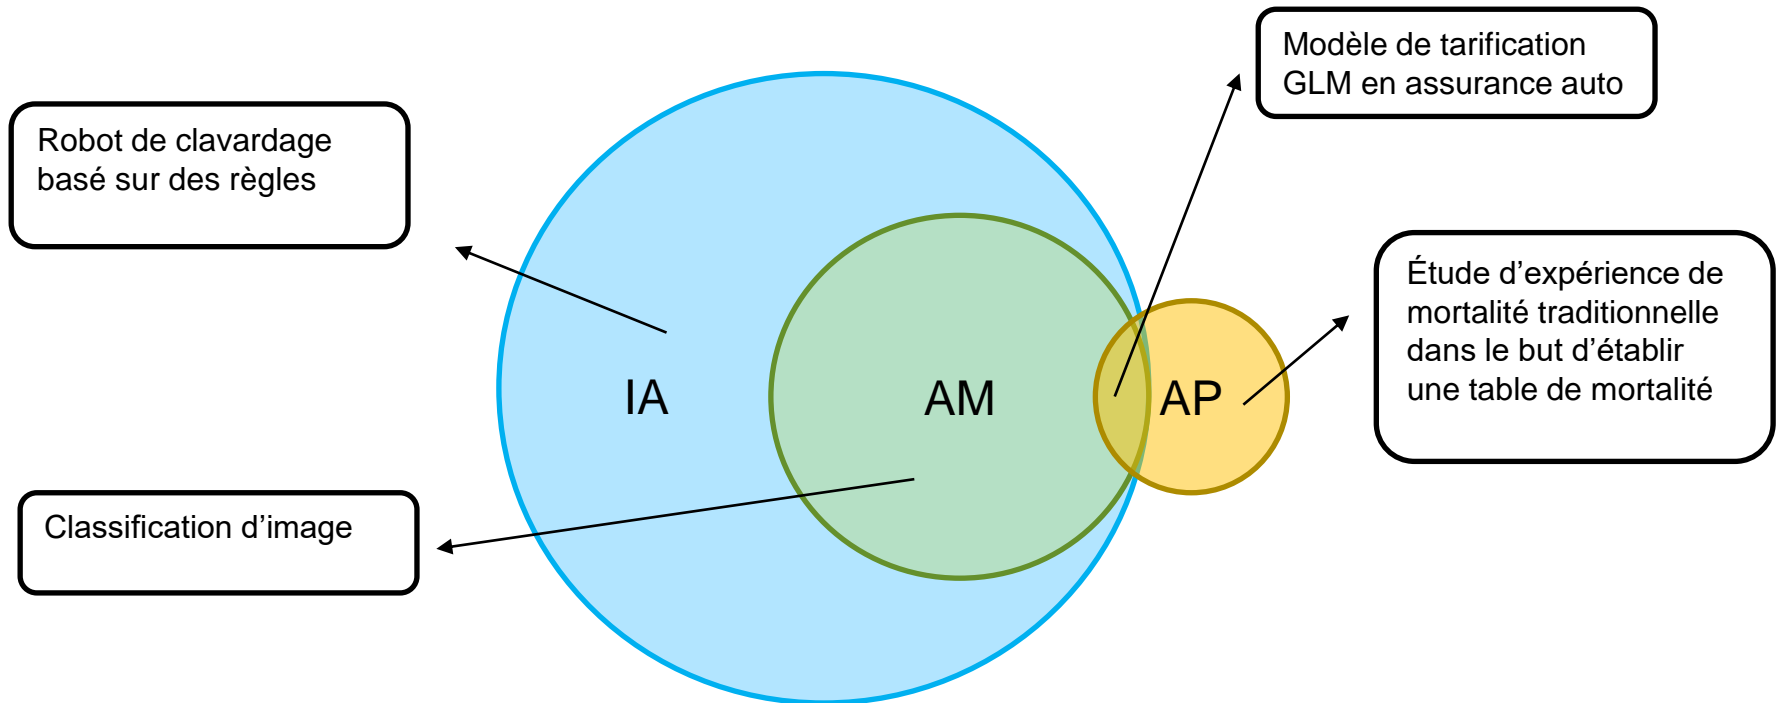 Modèle de tarification
GLM en assurance auto
Robot de clavardage
basé sur des règles
Étude d’expérience de
mortalité traditionnelle
dans le but d’établir
une table de mortalité
IA
AM
AP
Classification d’image